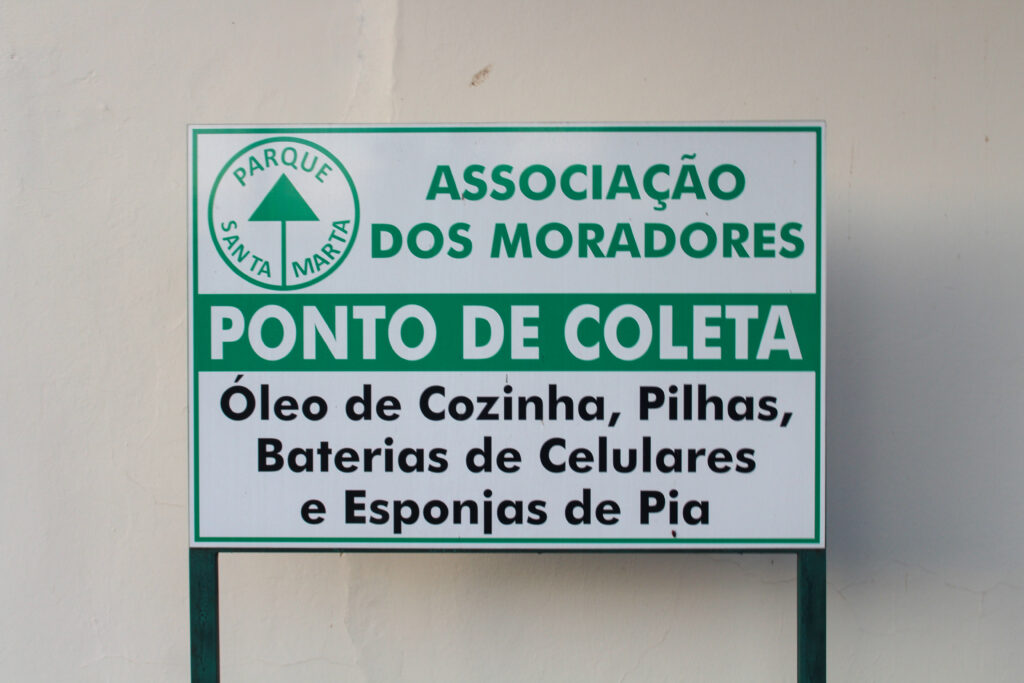 PARQUE
SANTA MARTA
ASSOCIAÇÃO
DOS MORADORES
PONTO DE COLETA
Óleo de Cozinha, Pilhas,
Baterias de Celulares
e Esponjas de Pia